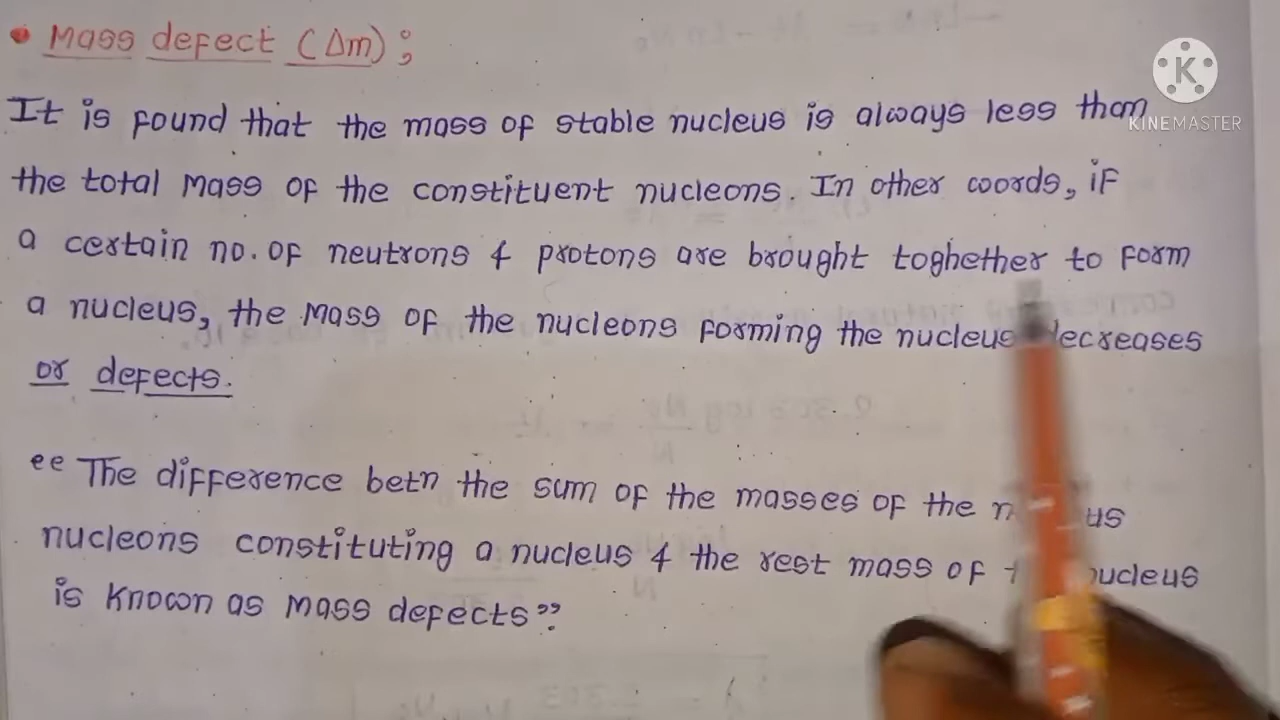 • Mass defect (Δm):
It is found that the mass of stable nucleus is always less than
the total mass of the constituent nucleons. In other words, if
a certain no. of neutrons & protons are brought toghether to form
a nucleus, the mass of the nucleons forming the nucleus decreases
or defects.
“ The difference betn the sum of the masses of the
nucleons constituting a nucleus & the rest mass of nucleus
is known as mass defects”.
K
KINEMASTER